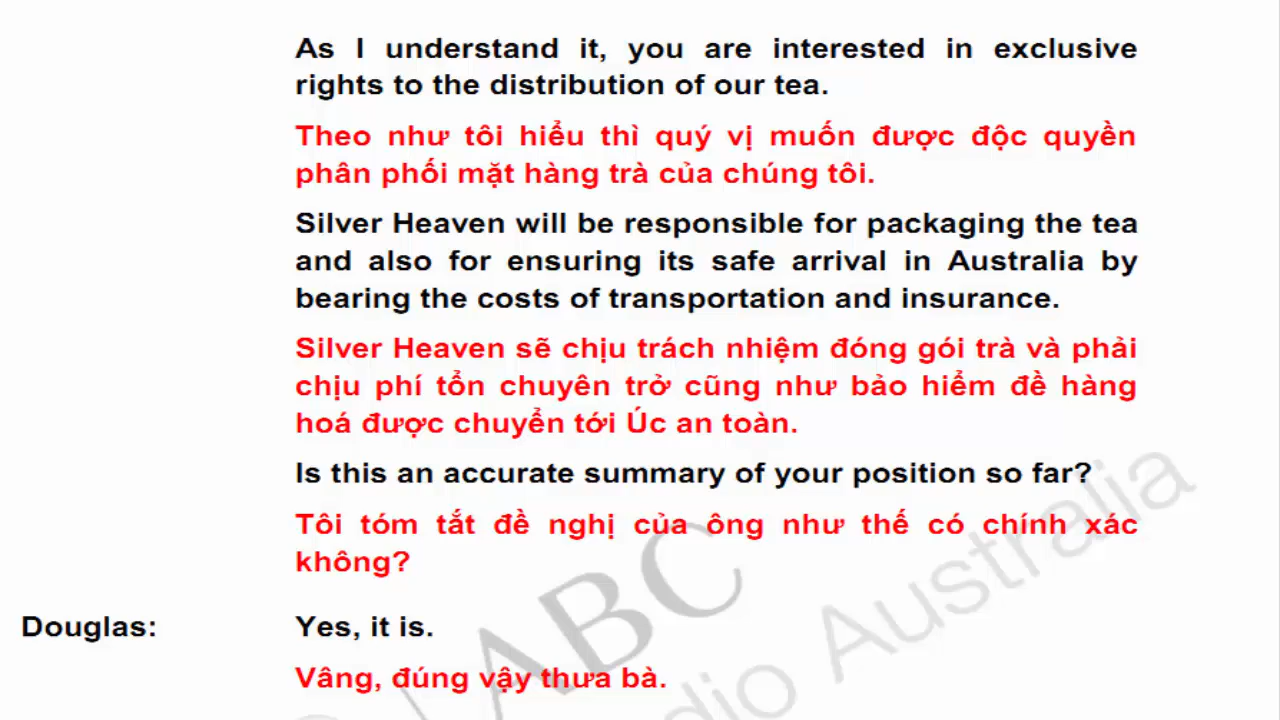 As I understand it, you are interested in exclusive
rights to the distribution of our tea.
Theo như tôi hiểu thì quý vị muốn được độc quyền
phân phối mặt hàng trà của chúng tôi.
Silver Heaven will be responsible for packaging the tea
and also for ensuring its safe arrival in Australia by
bearing the costs of transportation and insurance.
Silver Heaven sẽ chịu trách nhiệm đóng gói trà và phải
chịu phí tổn chuyên trở cũng như bảo hiểm đề hàng
hoá được chuyển tới Úc an toàn.
Is this an accurate summary of your position so far?
Tôi tóm tắt đề nghị của ông như thế có chính xác
không?
Douglas: Yes, it is.
Vâng, đúng vậy thưa bà.
ABC
Australia